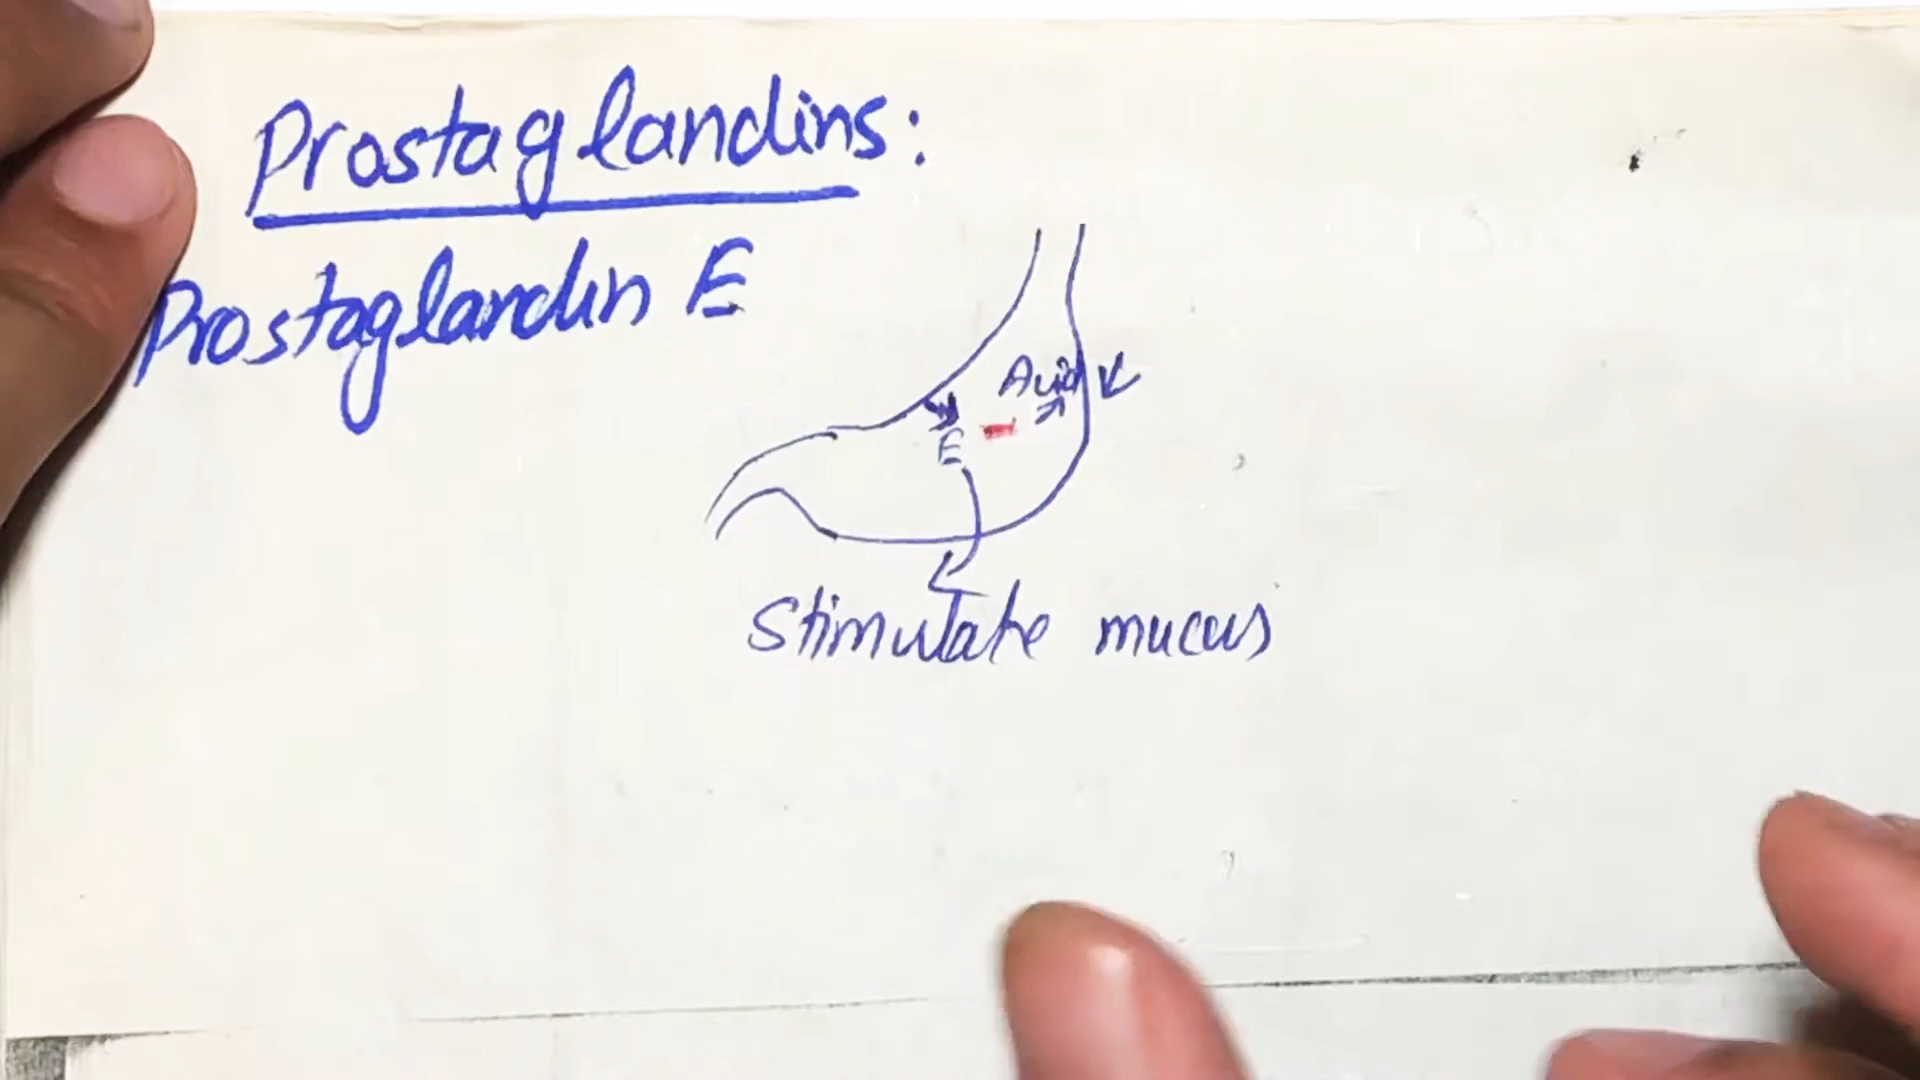 Prostaglandins:
Prostaglandin E
Acid
E
Stimulate mucus